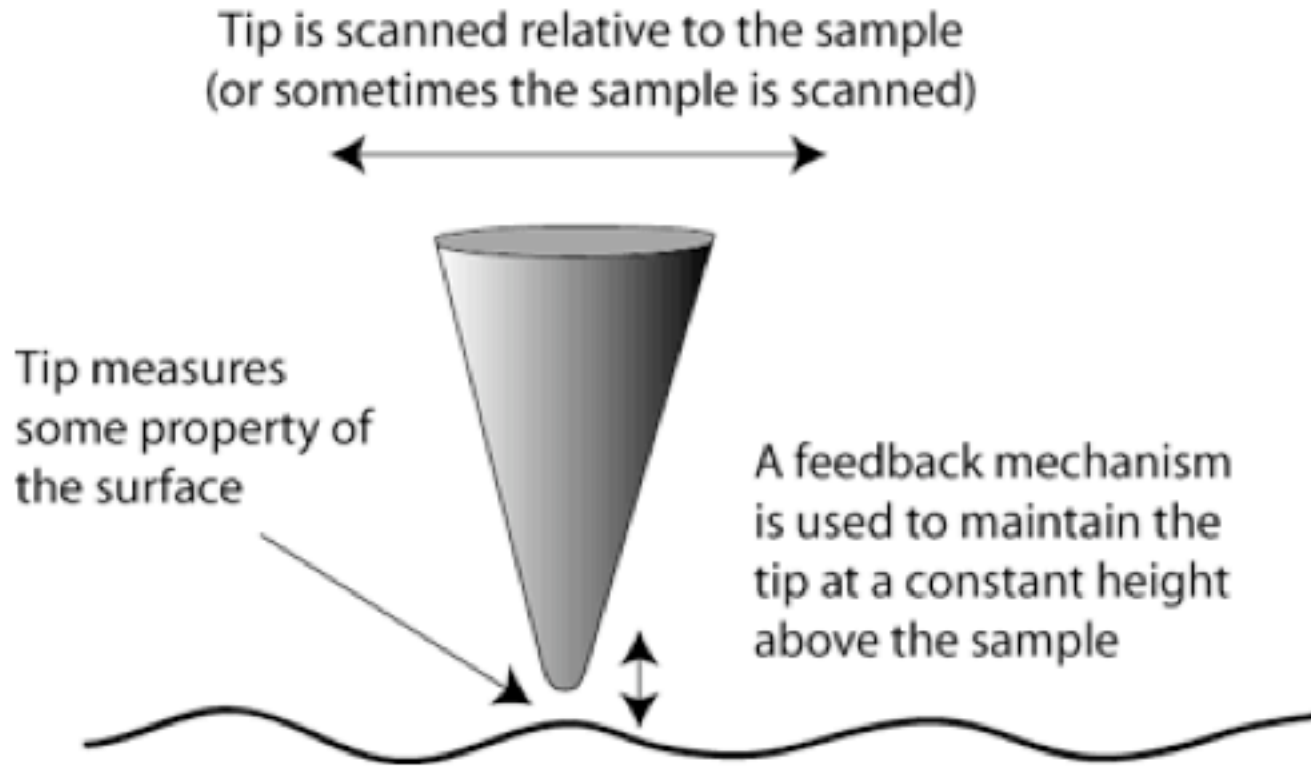 Tip is scanned relative to the sample
(or sometimes the sample is scanned)
Tip measures
some property of
the surface
A feedback mechanism
is used to maintain the
tip at a constant height
above the sample